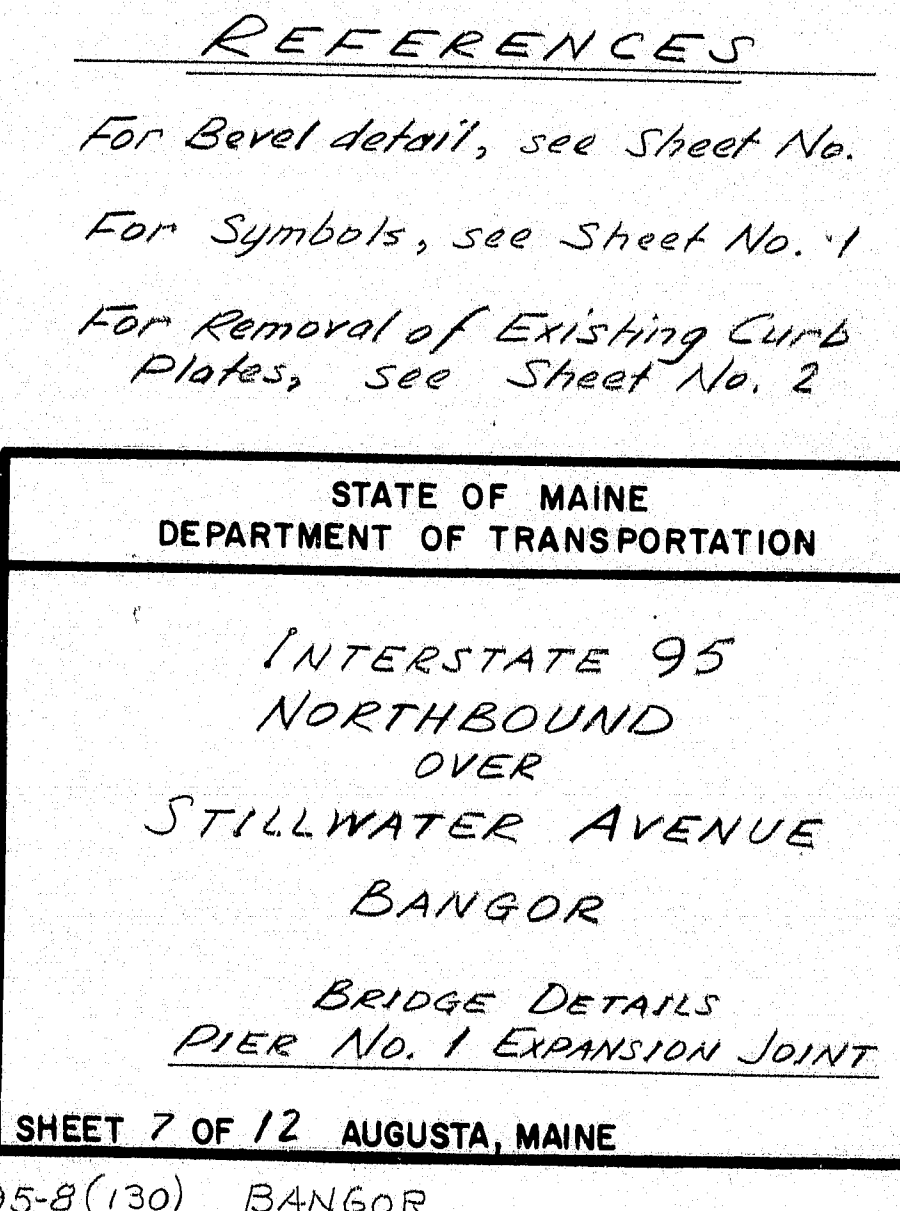 REFERENCES
For Bevel detail, see Sheet No.
For Symbols, see Sheet No. 1
For Removal of Existing Curb
Plates, see Sheet No. 2
STATE OF MAINE
DEPARTMENT OF TRANSPORTATION
INTERSTATE 95
NORTHBOUND
OVER
STILLWATER AVENUE
BANGOR
BRIDGE DETAILS
PIER NO. 1 EXPANSION JOINT
SHEET 7 OF 12 AUGUSTA, MAINE
95-8(130) BANGOR